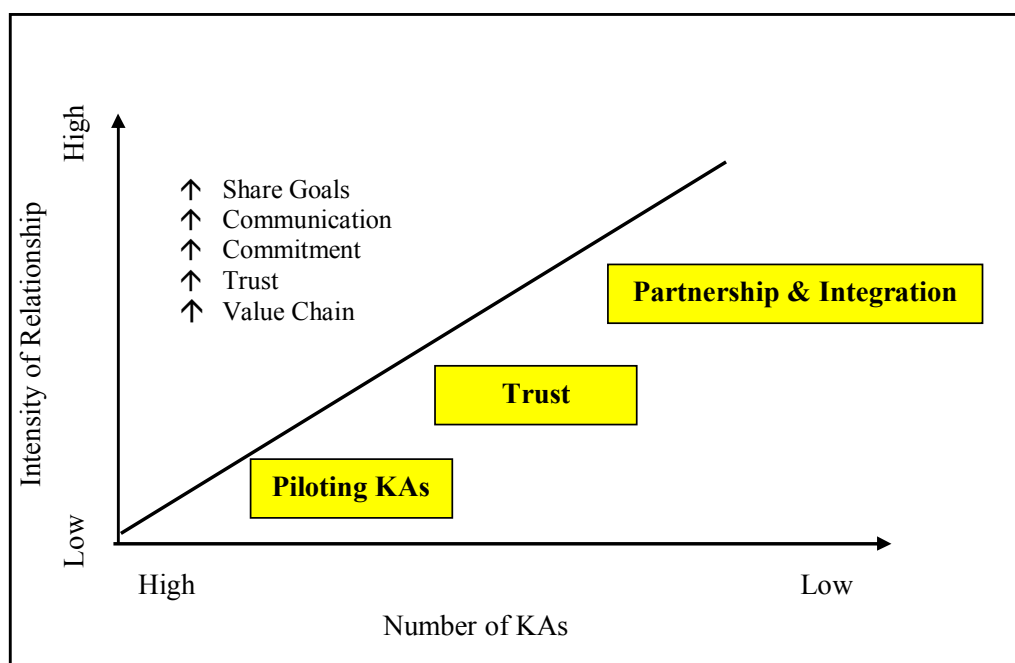 High
Intensity of Relationship
Low
↑ Share Goals
↑ Communication
↑ Commitment
↑ Trust
↑ Value Chain
Partnership & Integration
Trust
Piloting KAs
High
Low
Number of KAs